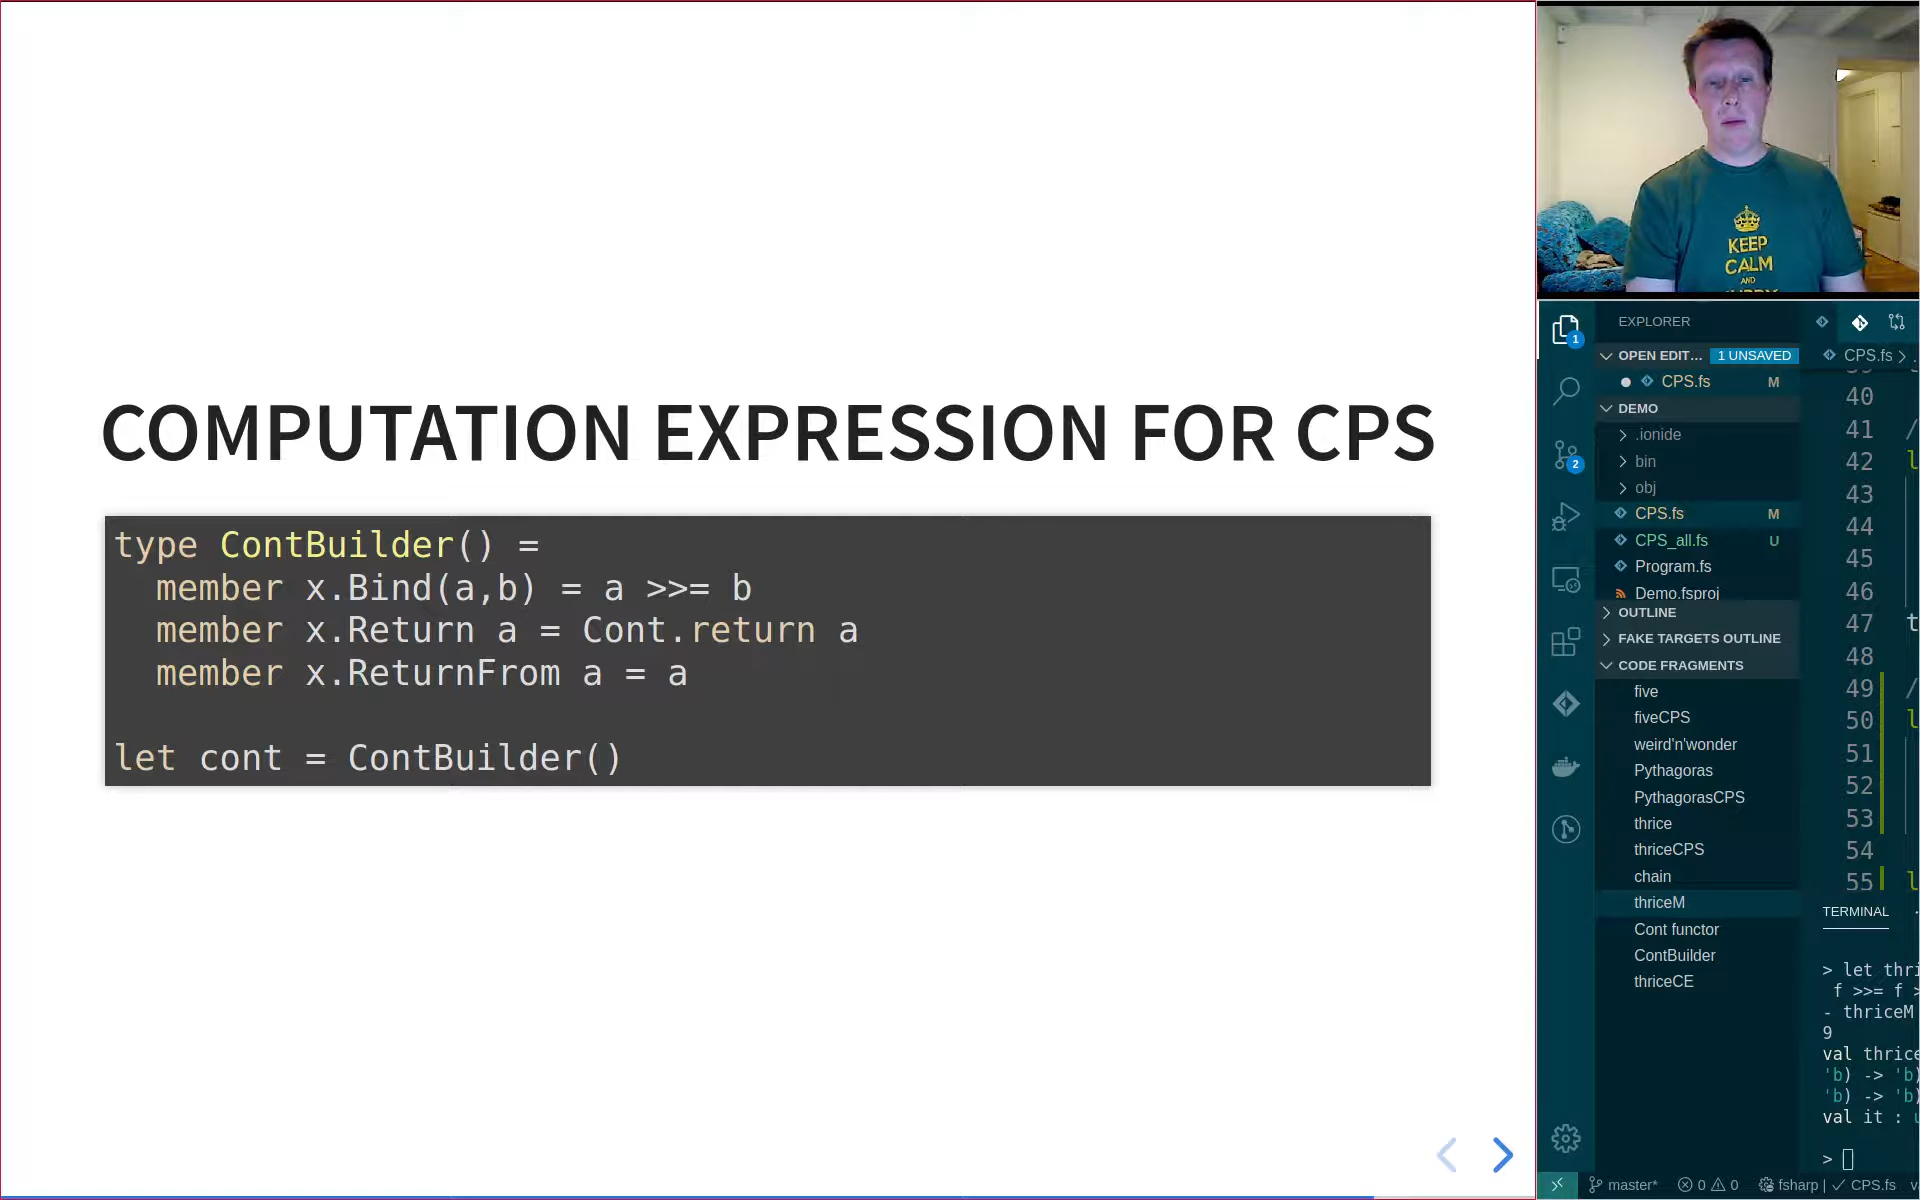 COMPUTATION EXPRESSION FOR CPS
type ContBuilder() =
  member x.Bind(a,b) = a >>= b
  member x.Return a = Cont.return a
  member x.ReturnFrom a = a
let cont = ContBuilder()
KEEP
CALM
AND
EXPLORER
OPEN EDIT... 1 UNSAVED
CPS.fs M
DEMO
.ionide
bin
obj
CPS.fs M
CPS_all.fs U
Program.fs
Demo.fsproj
OUTLINE
FAKE TARGETS OUTLINE
CODE FRAGMENTS
five
fiveCPS
weird'n'wonder
Pythagoras
PythagorasCPS
thrice
thriceCPS
chain
thriceM
Cont functor
ContBuilder
thriceCE
1
2
CPS.fs >
40
41 /
42 l
43
44
45
46
47 t
48
49 /
50 l
51
52
53
54
55 l
TERMINAL
> let thri
f >>= f >
- thriceM
9
val thrice
'b) -> 'b)
'b) -> 'b)
val it : u
>
master* 0 0 fsharp | ✓ CPS.fs